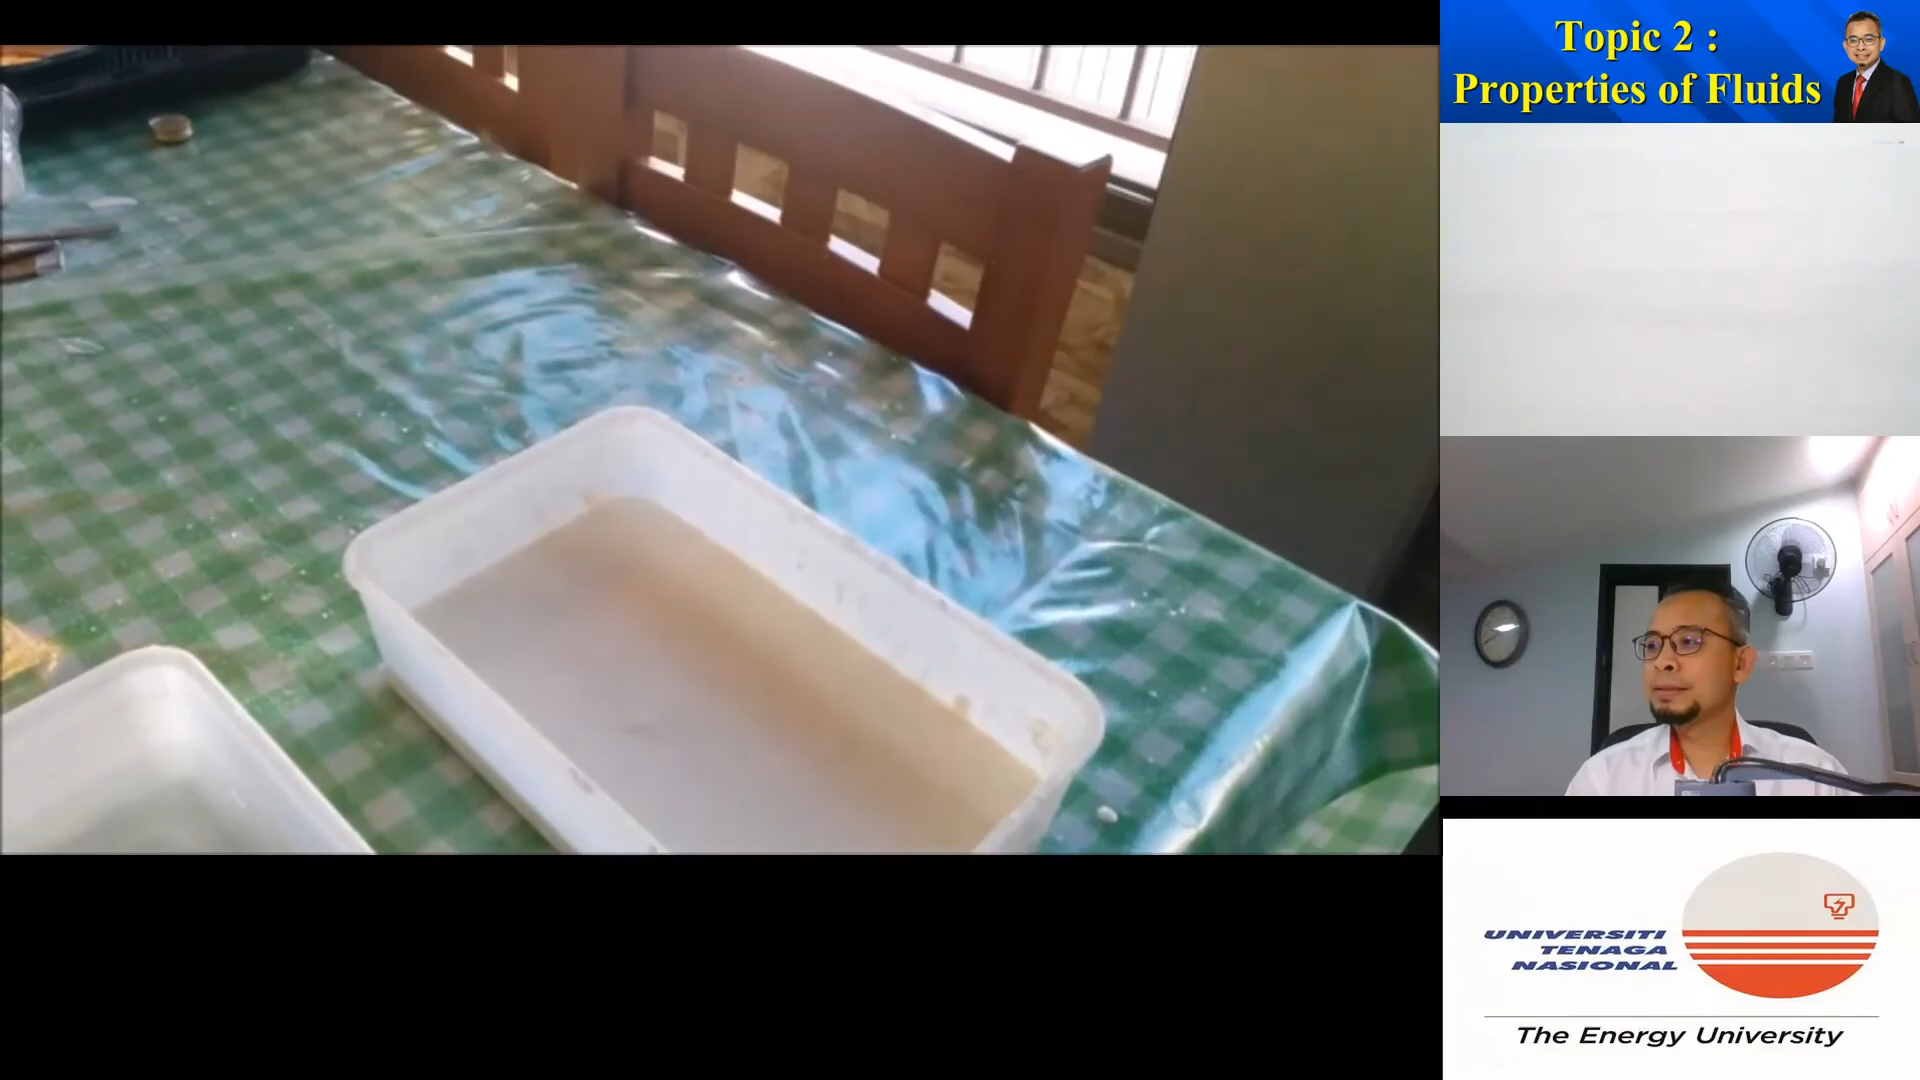 Topic 2 :
Properties of Fluids
UNIVERSITI
TENAGA
NASIONAL
The Energy University